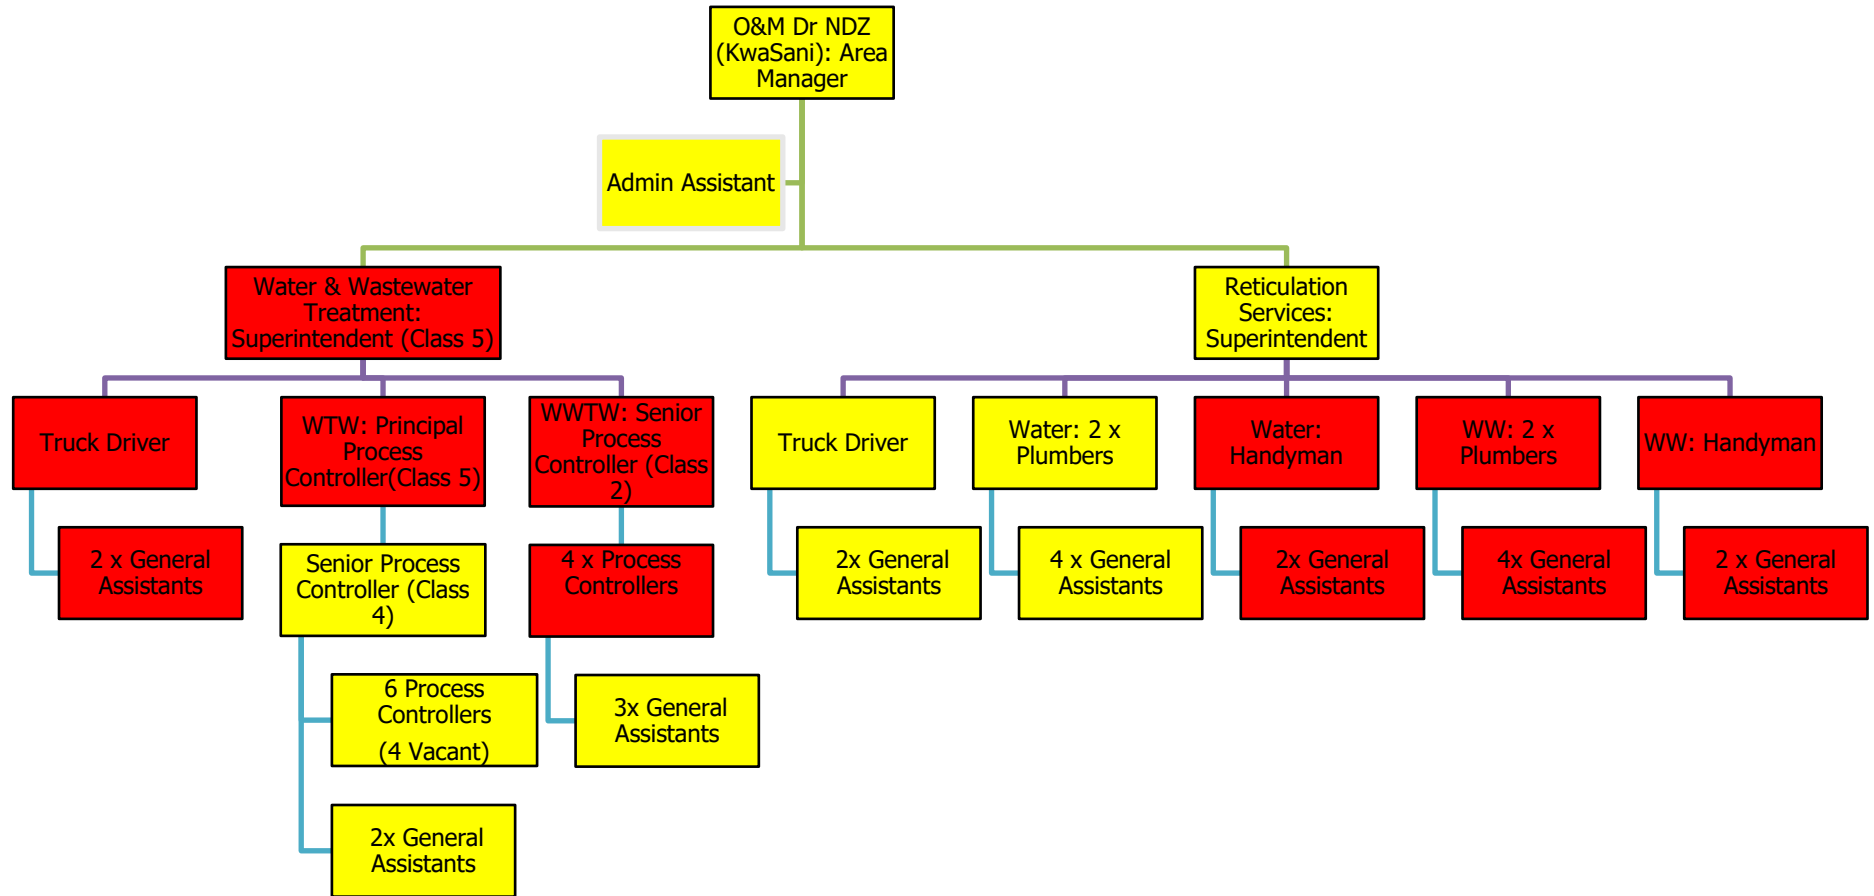 O&M Dr NDZ
(KwaSani): Area
Manager
Admin Assistant
Water & Wastewater
Treatment:
Superintendent (Class 5)
Reticulation
Services:
Superintendent
Truck Driver
WTW: Principal
Process
Controller(Class 5)
WWTW: Senior
Process
Controller (Class
2)
Truck Driver
Water: 2 x
Plumbers
Water:
Handyman
WW: 2 x
Plumbers
WW: Handyman
2 x General
Assistants
Senior Process
Controller (Class
4)
4 x Process
Controllers
2x General
Assistants
4 x General
Assistants
2x General
Assistants
4x General
Assistants
2 x General
Assistants
6 Process
Controllers
(4 Vacant)
3x General
Assistants
2x General
Assistants